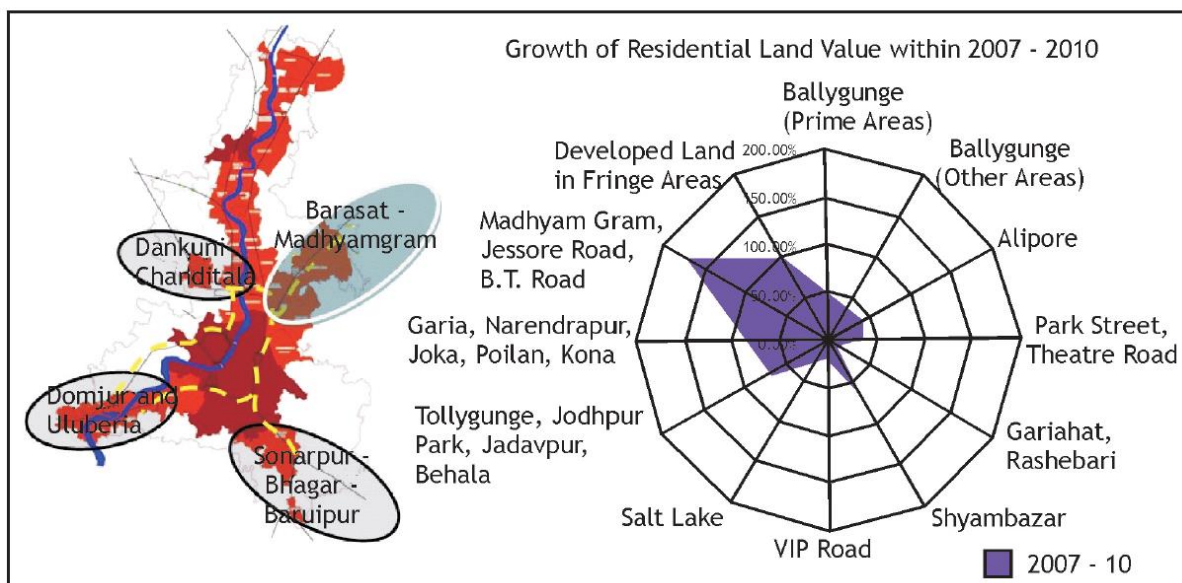 Growth of Residential Land Value within 2007 - 2010
Barasat -
Madhyamgram
Dankuni
Chanditala
Domjur and
Uluberia
Sonarpur -
Bhagar -
Baruipur
Ballygunge
(Prime Areas)
Ballygunge
(Other Areas)
Alipore
Park Street,
Theatre Road
Gariahat,
Rashebari
Shyambazar
VIP Road
Salt Lake
Tollygunge, Jodhpur
Park, Jadavpur,
Behala
Garia, Narendrapur,
Joka, Poilan, Kona
Madhyam Gram,
Jessore Road,
B.T. Road
Developed Land
in Fringe Areas
200.00%
150.00%
100.00%
50.00%
0.00%
2007 - 10